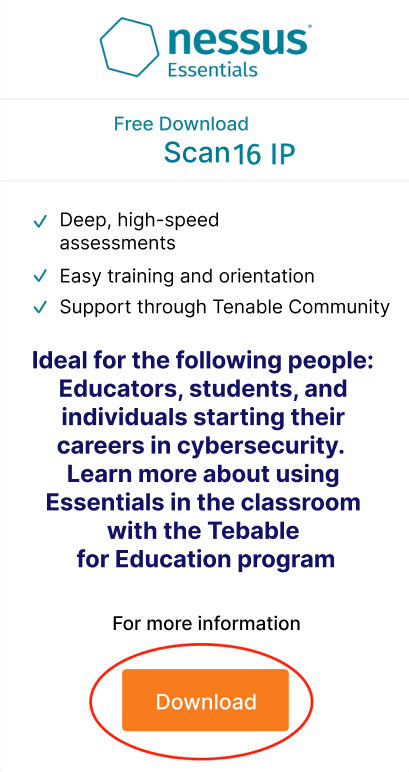 nessus
Essentials
Free Download
Scan16 IP
Deep, high-speed
assessments
Easy training and orientation
Support through Tenable Community
Ideal for the following people:
Educators, students, and
individuals starting their
careers in cybersecurity.
Learn more about using
Essentials in the classroom
with the Tebable
for Education program
For more information
Download